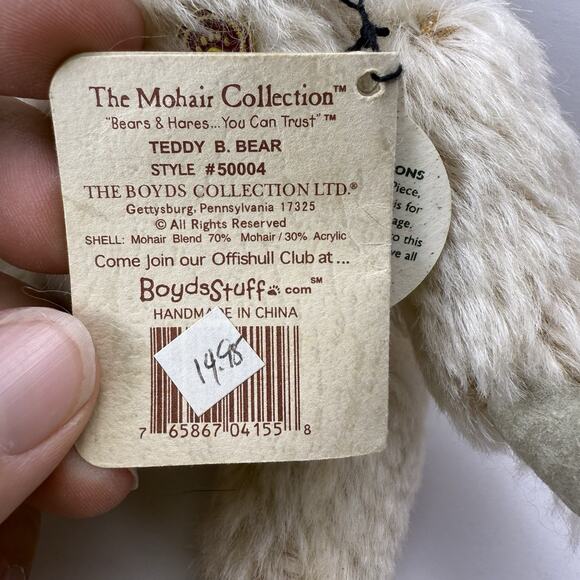 The Mohair Collection™
"Bears & Hares...You Can Trust"™
TEDDY B. BEAR
STYLE #50004
THE BOYDS COLLECTION LTD.®
Gettysburg, Pennsylvania 17325
© All Rights Reserved
SHELL: Mohair Blend 70% Mohair/30% Acrylic
Come Join our Offishull Club at...
BoydsStuff.com℠
HANDMADE IN CHINA
14.95
7 65867 04155 8
ONS
Piece,
is for
age.
to this
ve all